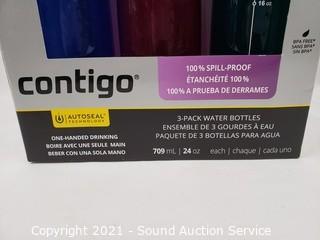 16 oz
BPA FREE*
SANS BPA*
SIN BPA*
100% SPILL-PROOF
ÉTANCHÉITÉ 100%
100% A PRUEBA DE DERRAMES
contigo®
AUTOSEAL®
TECHNOLOGY
ONE-HANDED DRINKING
BOIRE AVEC UNE SEULE MAIN
BEBER CON UNA SOLA MANO
3-PACK WATER BOTTLES
ENSEMBLE DE 3 GOURDES À EAU
PAQUETE DE 3 BOTELLAS PARA AGUA
709 mL | 24 oz each | chaque | cada uno
Copyright 2021 - Sound Auction Service